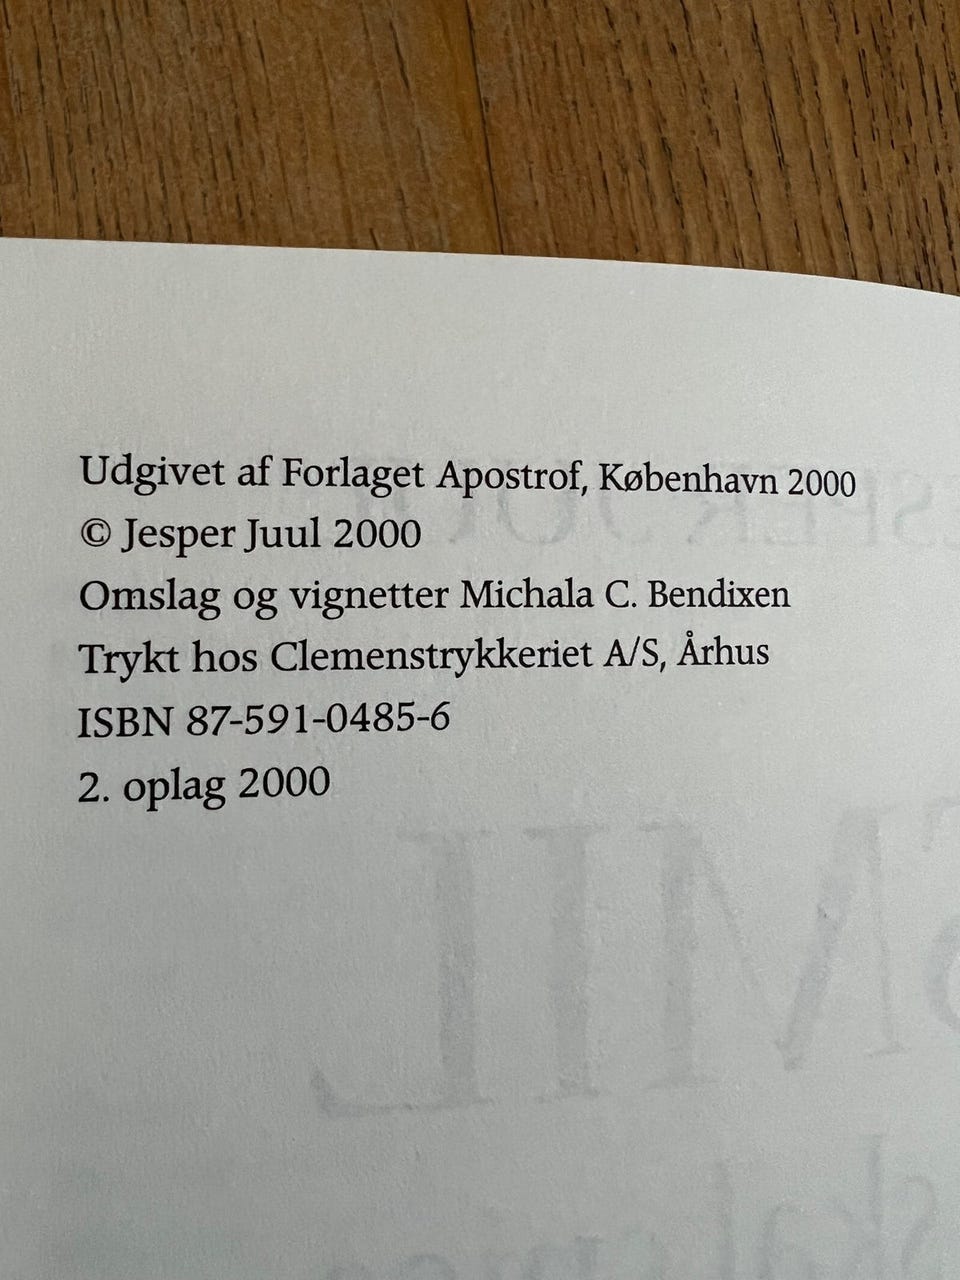 Udgivet af Forlaget Apostrof, København 2000
© Jesper Juul 2000
Omslag og vignetter Michala C. Bendixen
Trykt hos Clemenstrykkeriet A/S, Århus
ISBN 87-591-0485-6
2. oplag 2000